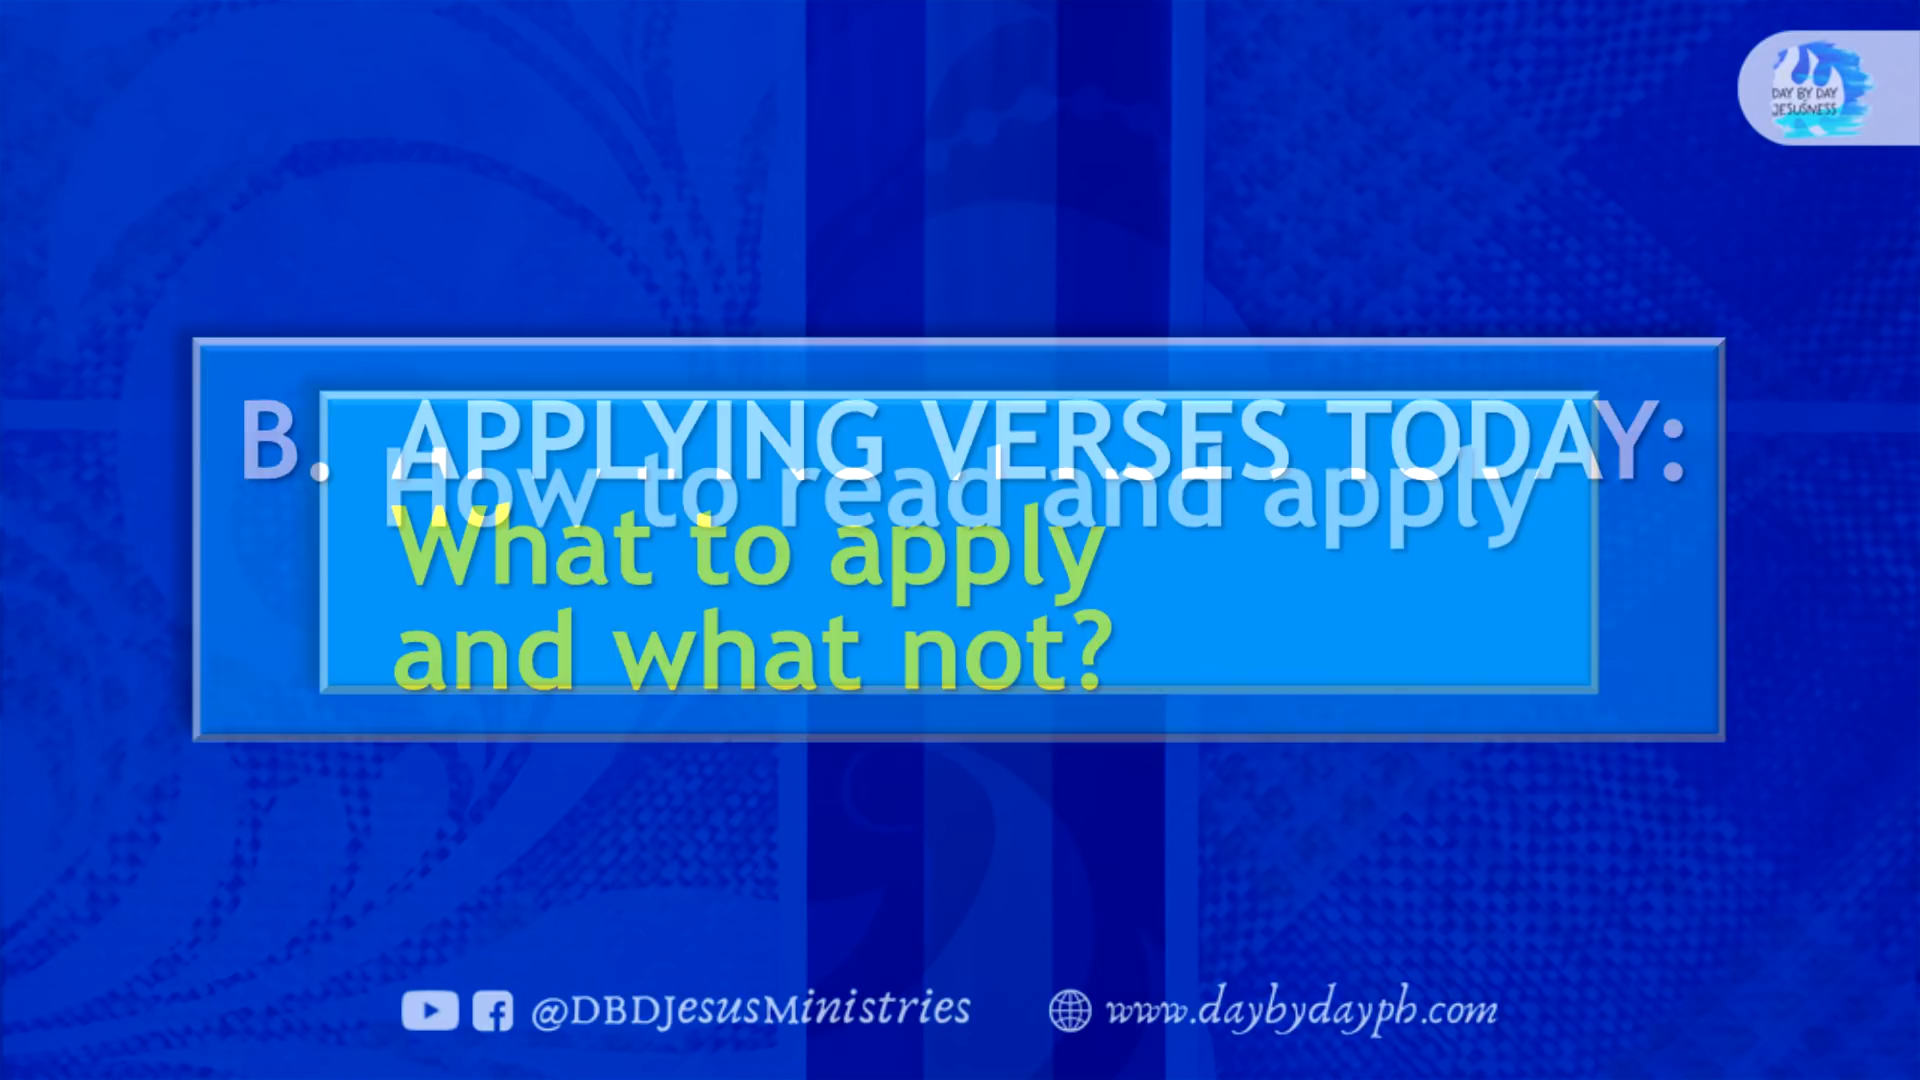 DAY BY DAY
JESUSNESS
B. APPLYING VERSES TODAY:
How to read and apply
What to apply
and what not?
@DBDJesusMinistries
www.daybydayph.com